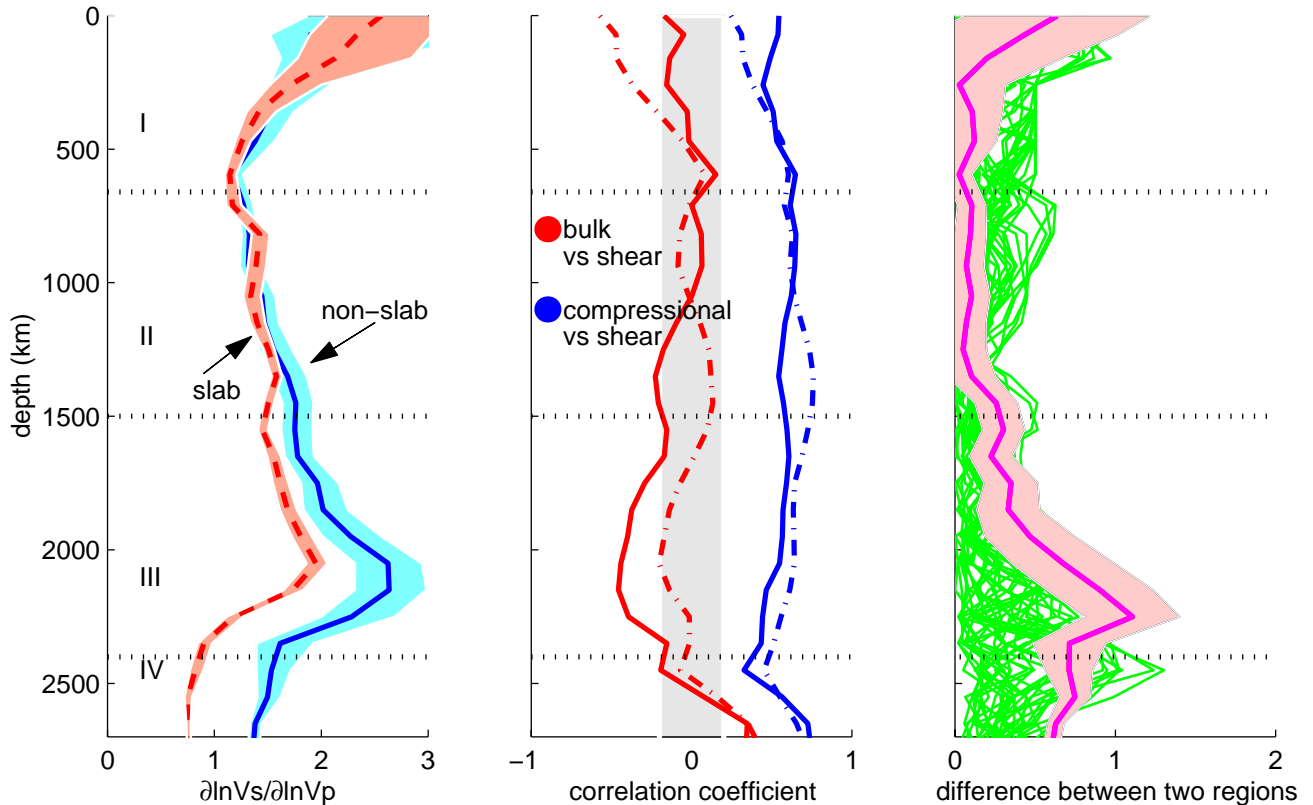 0
500
1000
1500
2000
2500
depth (km)
I
II
III
IV
slab
non−slab
0
1
2
3
∂lnVs/∂lnVp
bulk
vs shear
compressional
vs shear
−1
0
1
correlation coefficient
0
1
2
difference between two regions